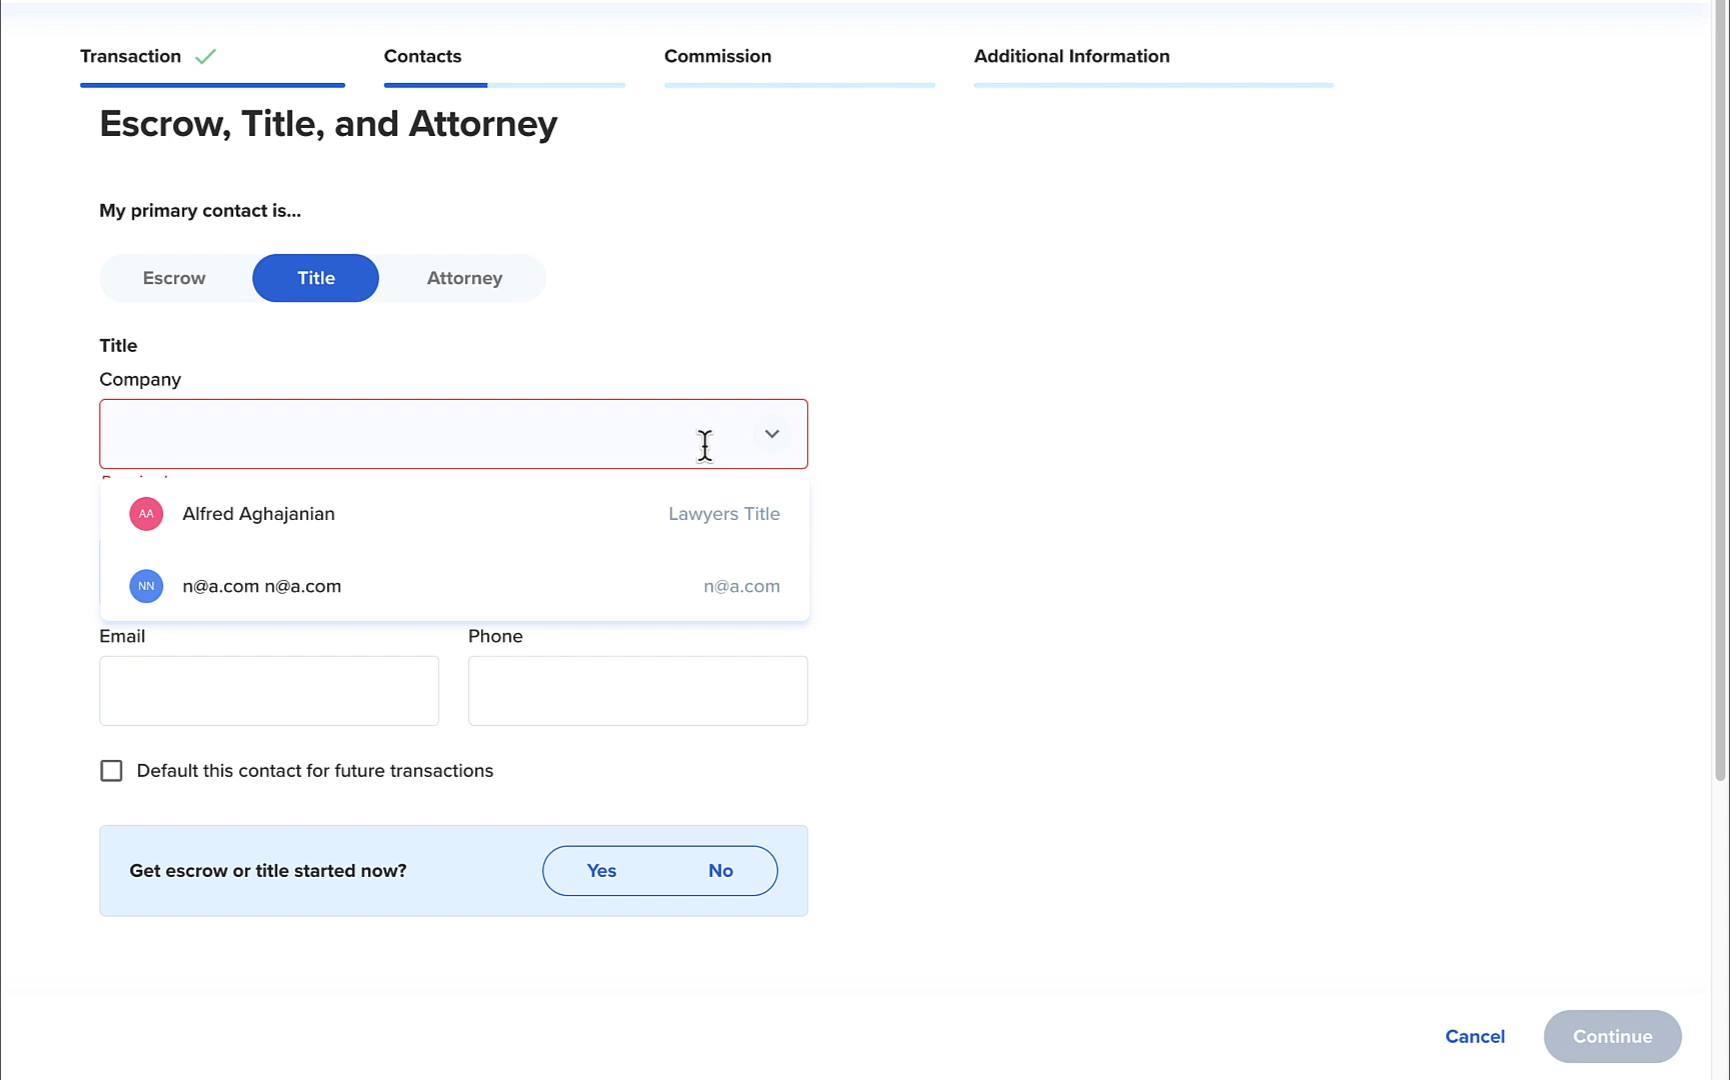 Transaction
Contacts
Commission
Additional Information
Escrow, Title, and Attorney
My primary contact is...
Escrow
Title
Attorney
Title
Company
AA
Alfred Aghajanian
Lawyers Title
NN
n@a.com n@a.com
n@a.com
Email
Phone
Default this contact for future transactions
Get escrow or title started now?
Yes
No
Cancel
Continue